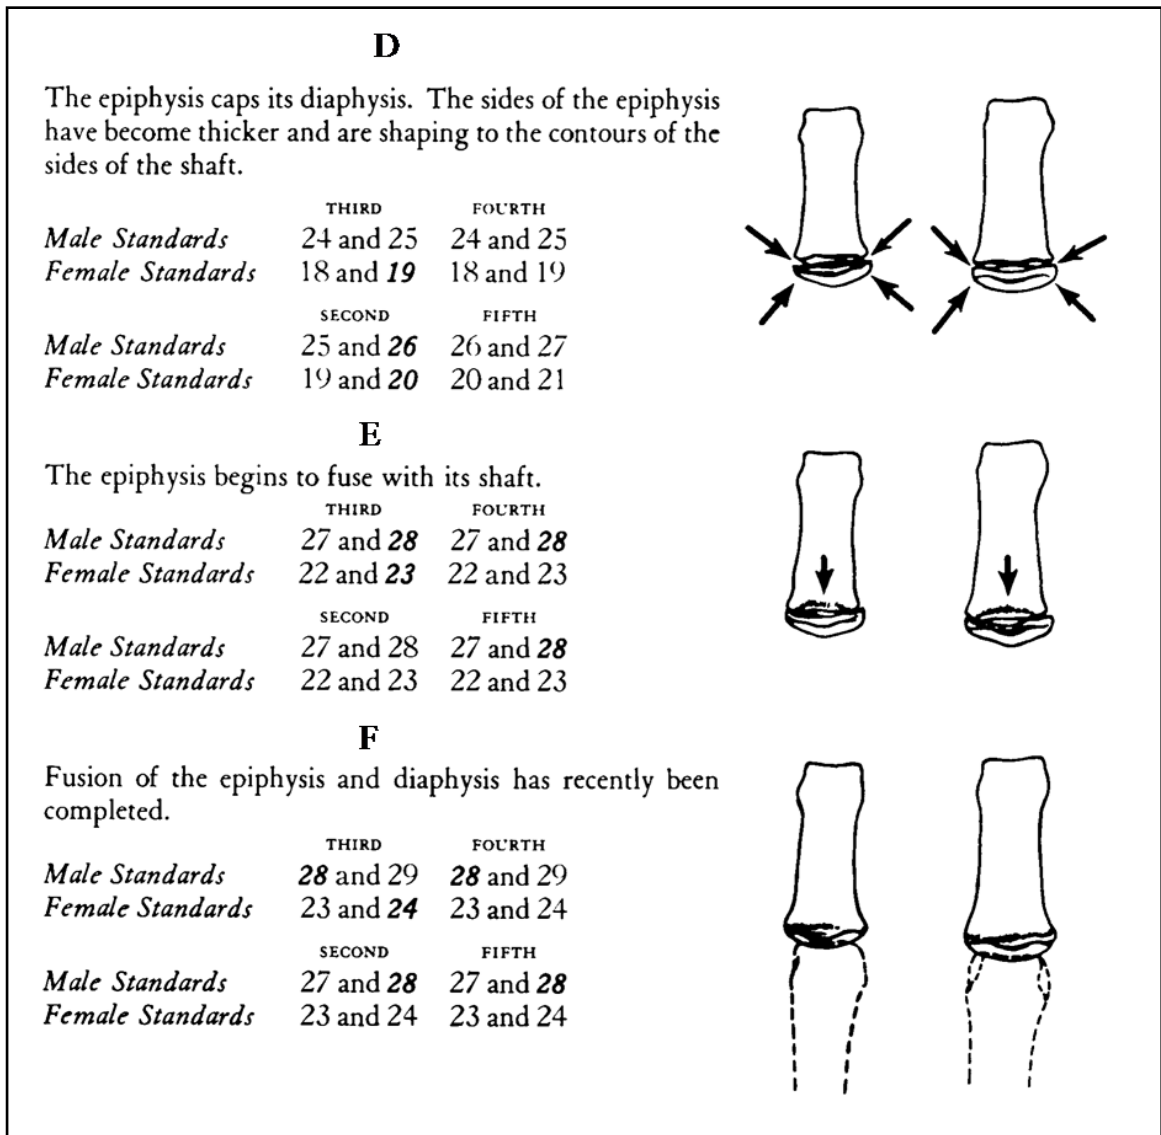 D
The epiphysis caps its diaphysis. The sides of the epiphysis
have become thicker and are shaping to the contours of the
sides of the shaft.
THIRD FOURTH
Male Standards 24 and 25 24 and 25
Female Standards 18 and 19 18 and 19
SECOND FIFTH
Male Standards 25 and 26 26 and 27
Female Standards 19 and 20 20 and 21
E
The epiphysis begins to fuse with its shaft.
THIRD FOURTH
Male Standards 27 and 28 27 and 28
Female Standards 22 and 23 22 and 23
SECOND FIFTH
Male Standards 27 and 28 27 and 28
Female Standards 22 and 23 22 and 23
F
Fusion of the epiphysis and diaphysis has recently been
completed.
THIRD FOURTH
Male Standards 28 and 29 28 and 29
Female Standards 23 and 24 23 and 24
SECOND FIFTH
Male Standards 27 and 28 27 and 28
Female Standards 23 and 24 23 and 24